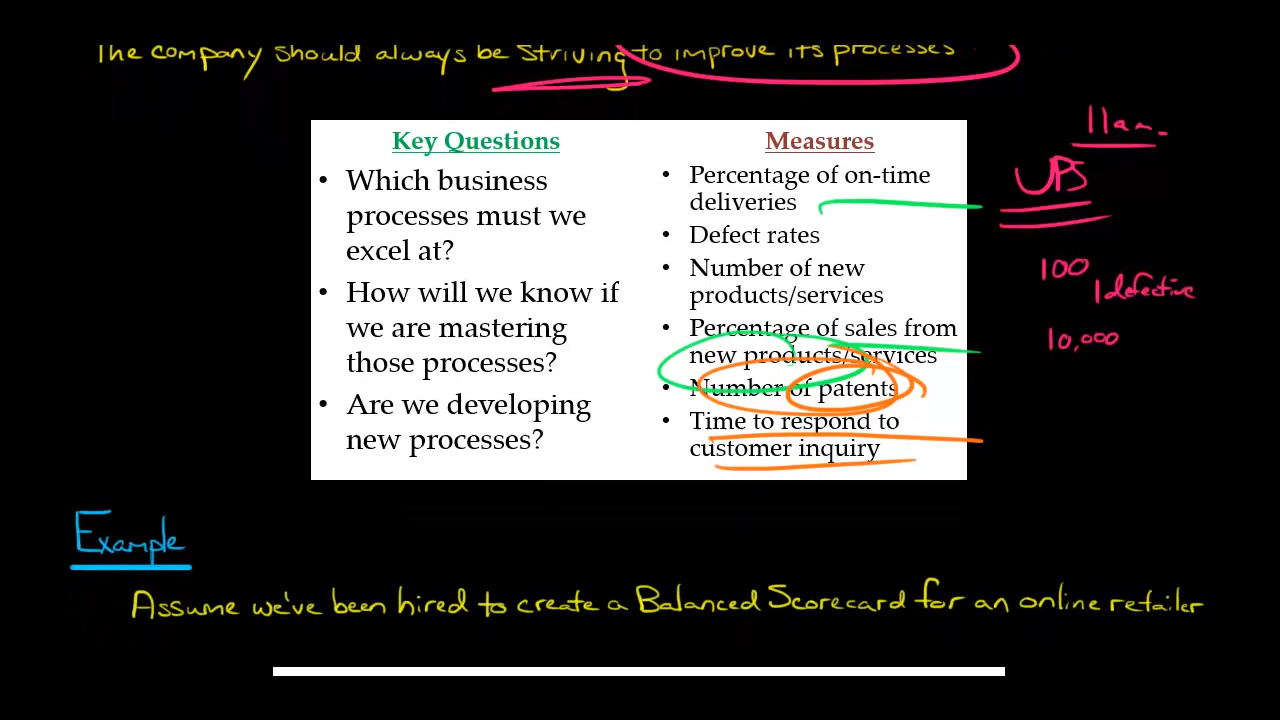 The company should always be striving to improve its processes
Key Questions
• Which business
processes must we
excel at?
• How will we know if
we are mastering
those processes?
• Are we developing
new processes?
Measures
• Percentage of on-time
deliveries
• Defect rates
• Number of new
products/services
• Percentage of sales from
new products/services
• Number of patents
• Time to respond to
customer inquiry
11am.
UPS
100
1 defective
10,000
Example
Assume we've been hired to create a Balanced Scorecard for an online retailer